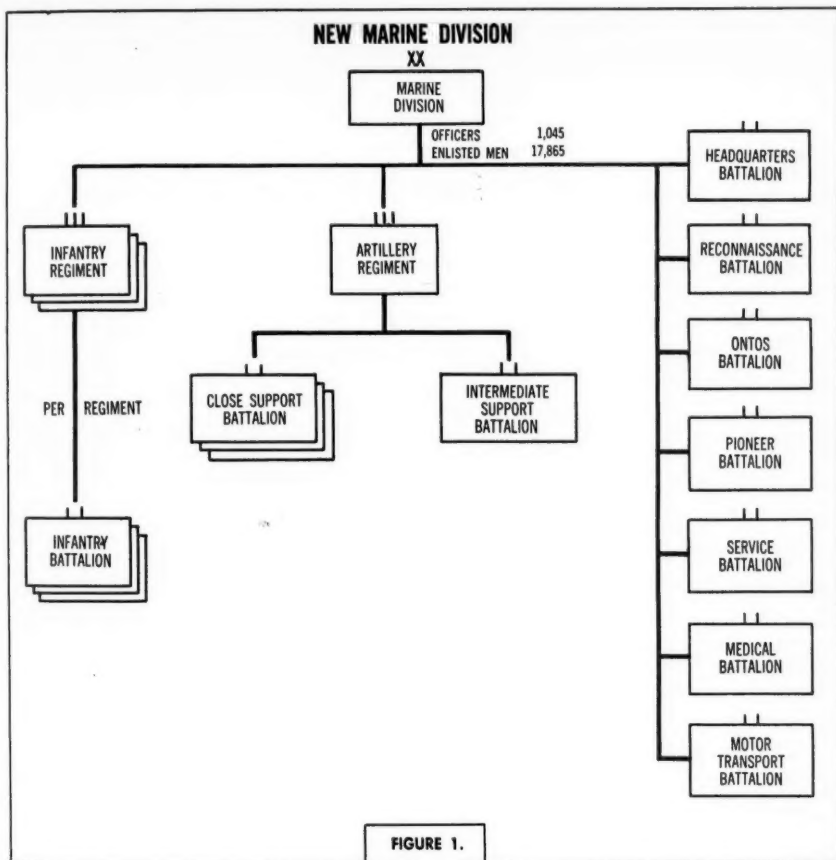 NEW MARINE DIVISION
XX
MARINE
DIVISION
OFFICERS 1,045
ENLISTED MEN 17,865
HEADQUARTERS
BATTALION
INFANTRY
REGIMENT
ARTILLERY
REGIMENT
RECONNAISSANCE
BATTALION
ONTOS
BATTALION
CLOSE SUPPORT
BATTALION
INTERMEDIATE
SUPPORT
BATTALION
PER REGIMENT
PIONEER
BATTALION
INFANTRY
BATTALION
SERVICE
BATTALION
MEDICAL
BATTALION
MOTOR
TRANSPORT
BATTALION
FIGURE 1.